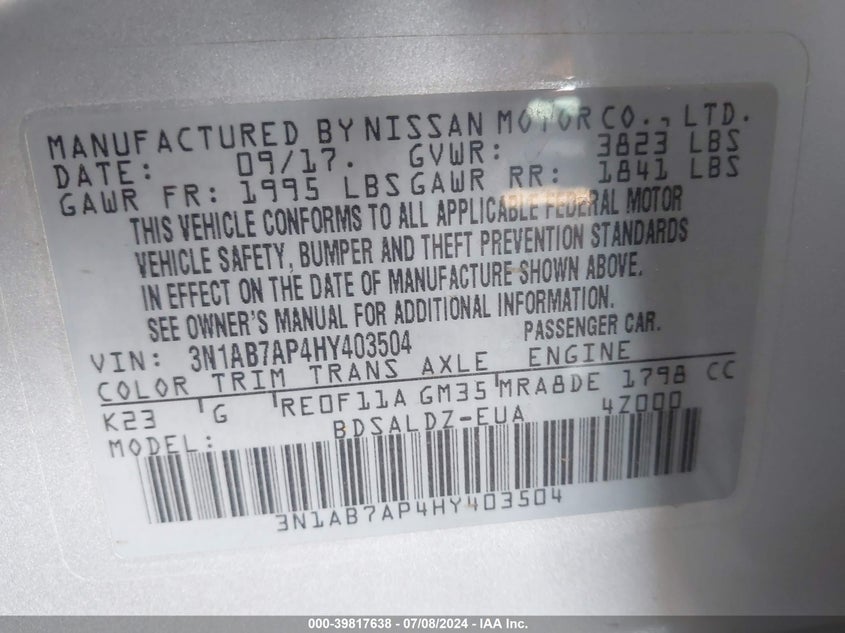 MANUFACTURED BY NISSAN MOTOR CO., LTD.
DATE: 09/17. GVWR: 3823 LBS
GAWR FR: 1995 LBS GAWR RR: 1841 LBS
THIS VEHICLE CONFORMS TO ALL APPLICABLE FEDERAL MOTOR
VEHICLE SAFETY, BUMPER AND THEFT PREVENTION STANDARDS
IN EFFECT ON THE DATE OF MANUFACTURE SHOWN ABOVE.
SEE OWNER'S MANUAL FOR ADDITIONAL INFORMATION.
VIN: 3N1AB7AP4HY403504 PASSENGER CAR.
COLOR TRIM TRANS AXLE ENGINE
K23 G RE0F11A GM35 MRA8DE 1798 CC
MODEL: BDSALDZ-EUA 4Z000
3N1AB7AP4HY403504
000-39817638 - 07/08/2024 - IAA Inc.